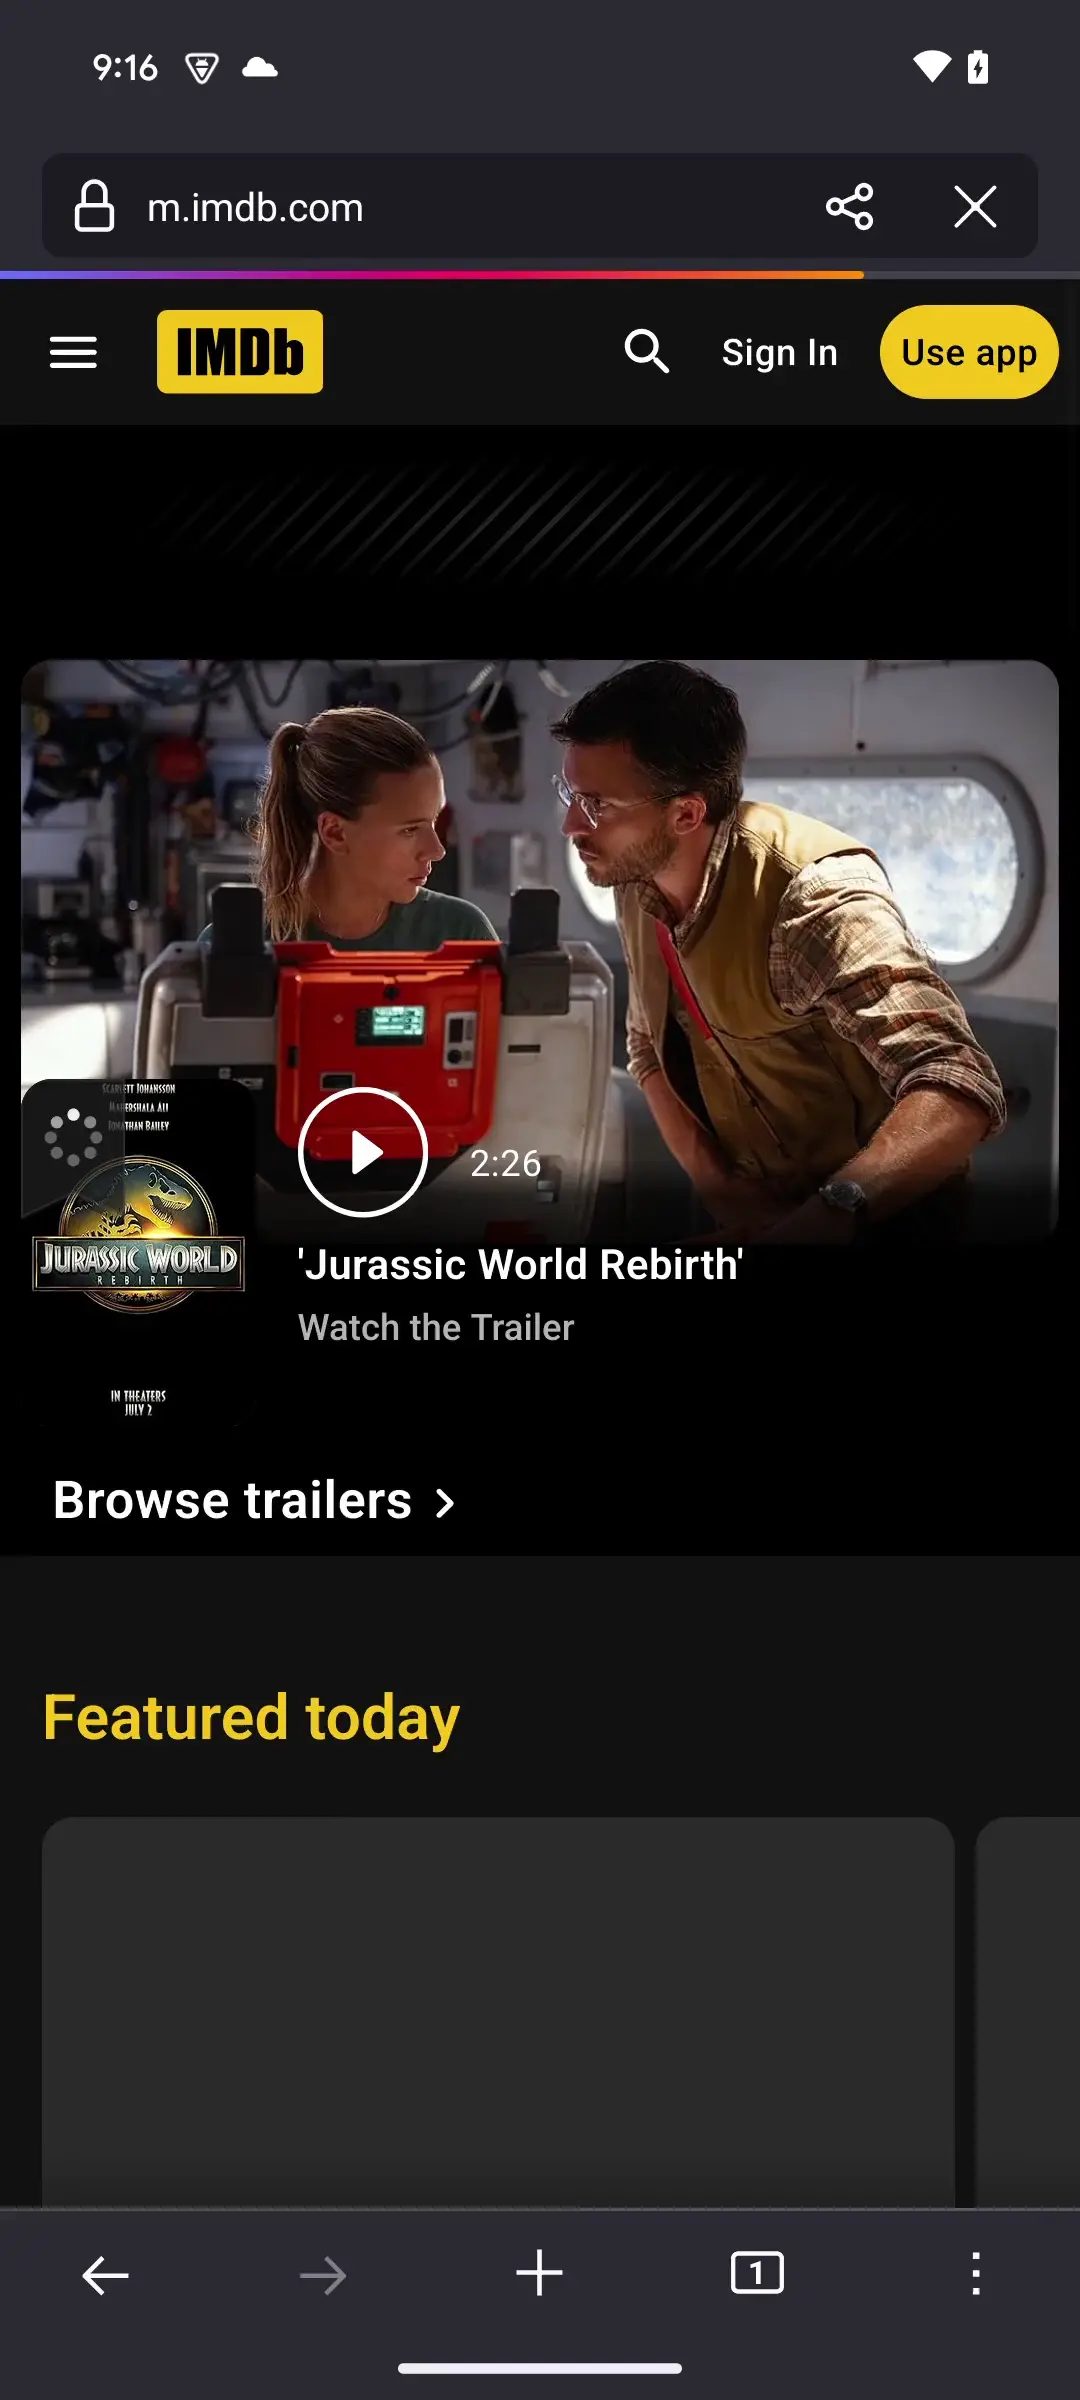 9:16
m.imdb.com
IMDb
Sign In
Use app
SCARLETT JOHANSSON
MAHERSHALA ALI
JONATHAN BAILEY
JURASSIC WORLD
REBIRTH
IN THEATERS
JULY 2
2:26
'Jurassic World Rebirth'
Watch the Trailer
Browse trailers
Featured today
1